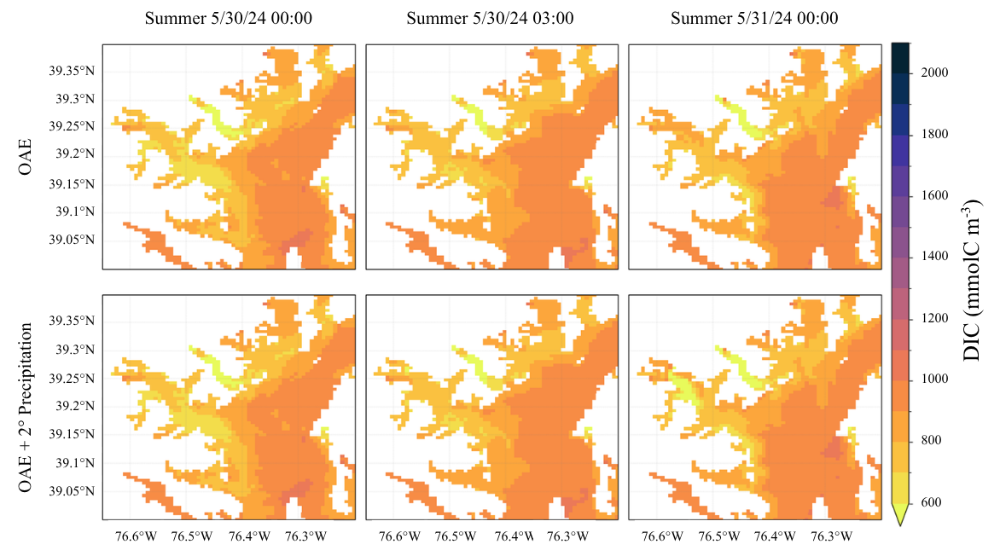 Summer 5/30/24 00:00
Summer 5/30/24 03:00
Summer 5/31/24 00:00
OAE
39.35°N
39.3°N
39.25°N
39.2°N
39.15°N
39.1°N
39.05°N
OAE + 2° Precipitation
39.35°N
39.3°N
39.25°N
39.2°N
39.15°N
39.1°N
39.05°N
76.6°W 76.5°W 76.4°W 76.3°W
76.6°W 76.5°W 76.4°W 76.3°W
76.6°W 76.5°W 76.4°W 76.3°W
2000
1800
1600
1400
1200
1000
800
600
DIC (mmolC m⁻³)